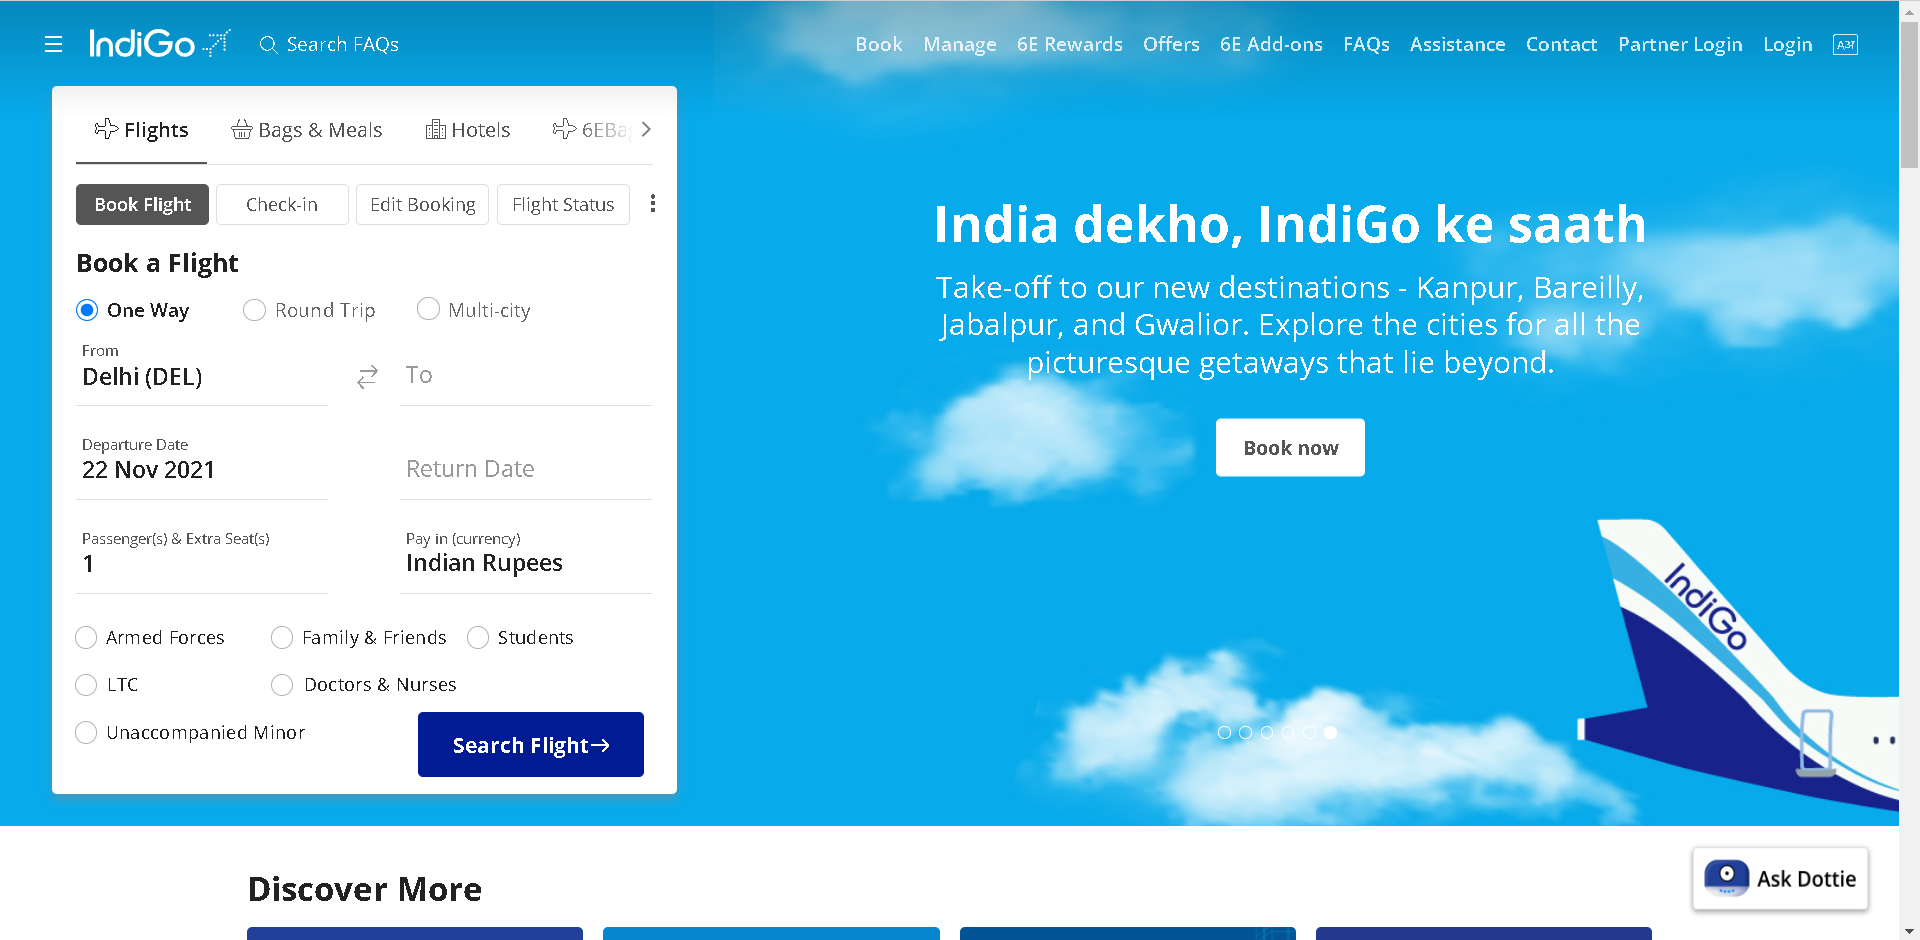 IndiGo
Search FAQs
Book Manage 6E Rewards Offers 6E Add-ons FAQs Assistance Contact Partner Login Login
Flights Bags & Meals Hotels 6EBag
Book Flight Check-in Edit Booking Flight Status
Book a Flight
One Way Round Trip Multi-city
From
Delhi (DEL)
To
Departure Date
22 Nov 2021
Return Date
Passenger(s) & Extra Seat(s)
1
Pay in (currency)
Indian Rupees
Armed Forces Family & Friends Students
LTC Doctors & Nurses
Unaccompanied Minor
Search Flight
India dekho, IndiGo ke saath
Take-off to our new destinations - Kanpur, Bareilly,
Jabalpur, and Gwalior. Explore the cities for all the
picturesque getaways that lie beyond.
Book now
IndiGo
Discover More
Ask Dottie